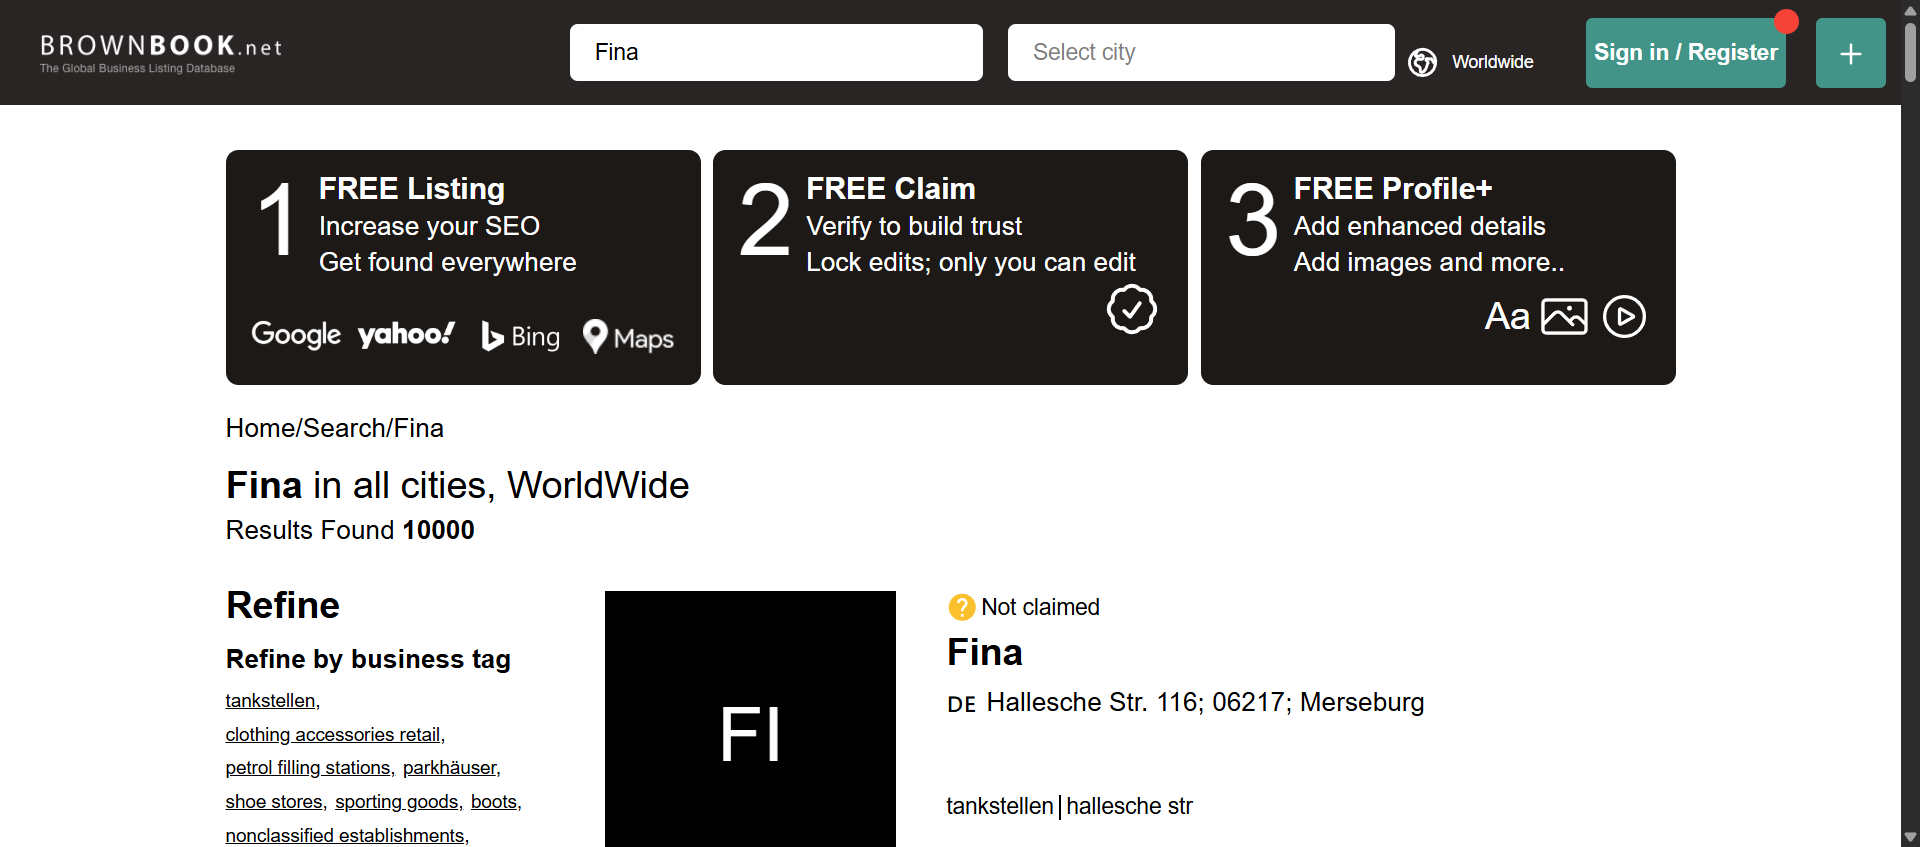 BROWNBOOK.net
The Global Business Listing Database
Fina
Select city
Worldwide
Sign in / Register
+
1
FREE Listing
Increase your SEO
Get found everywhere
Google yahoo! Bing Maps
2
FREE Claim
Verify to build trust
Lock edits; only you can edit
3
FREE Profile+
Add enhanced details
Add images and more..
Aa
Home/Search/Fina
Fina in all cities, WorldWide
Results Found 10000
Refine
Refine by business tag
tankstellen,
clothing accessories retail,
petrol filling stations, parkhäuser,
shoe stores, sporting goods, boots,
nonclassified establishments,
FI
? Not claimed
Fina
DE Hallesche Str. 116; 06217; Merseburg
tankstellen|hallesche str